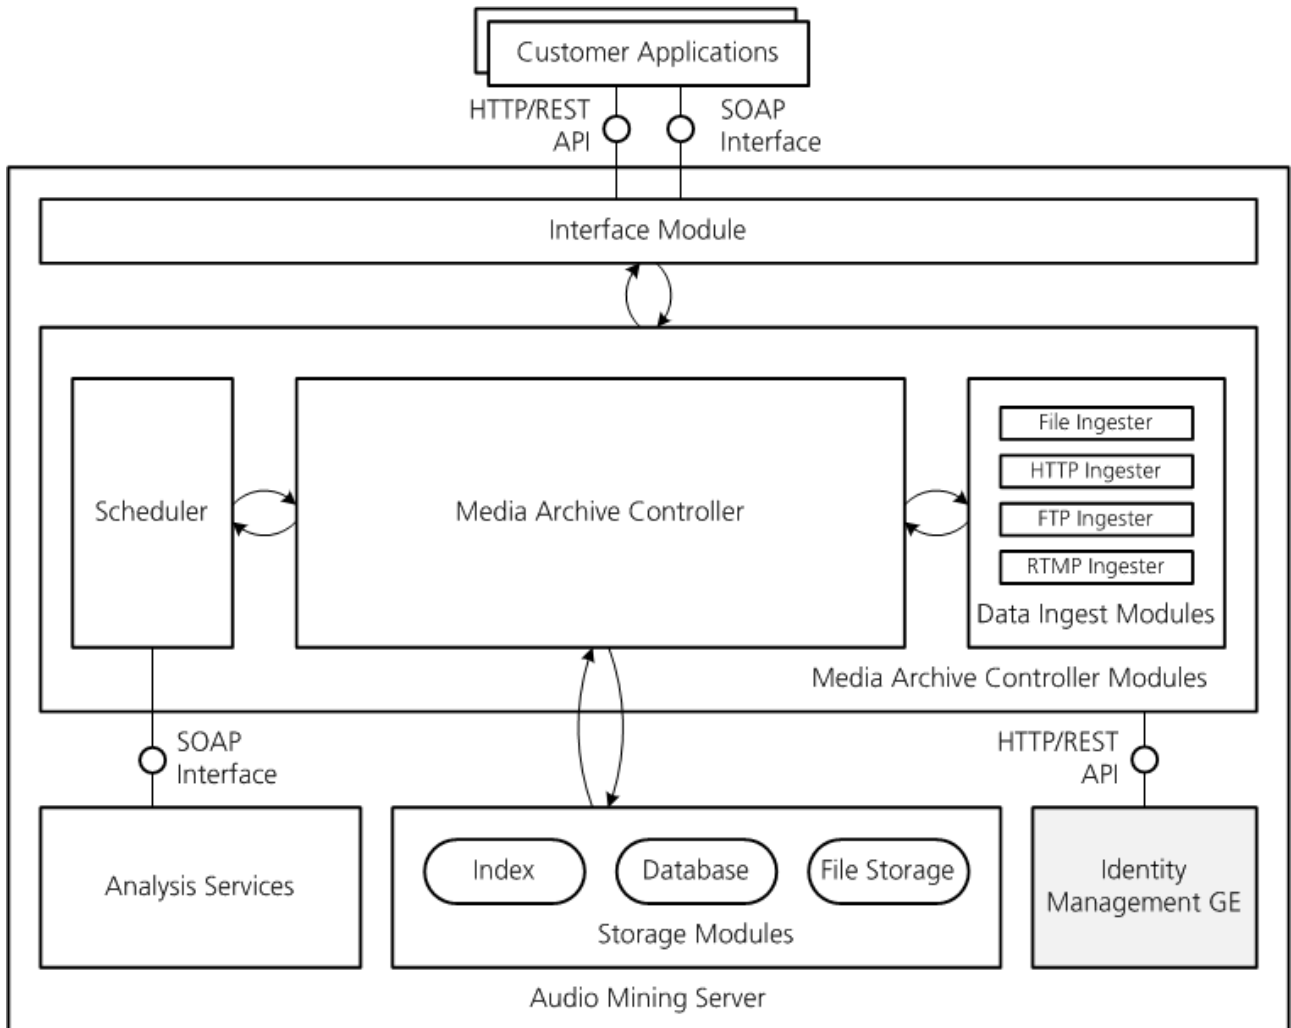 Customer Applications
HTTP/REST
API
SOAP
Interface
Interface Module
Scheduler
Media Archive Controller
File Ingester
HTTP Ingester
FTP Ingester
RTMP Ingester
Data Ingest Modules
Media Archive Controller Modules
SOAP
Interface
HTTP/REST
API
Analysis Services
Index
Database
File Storage
Storage Modules
Identity
Management GE
Audio Mining Server